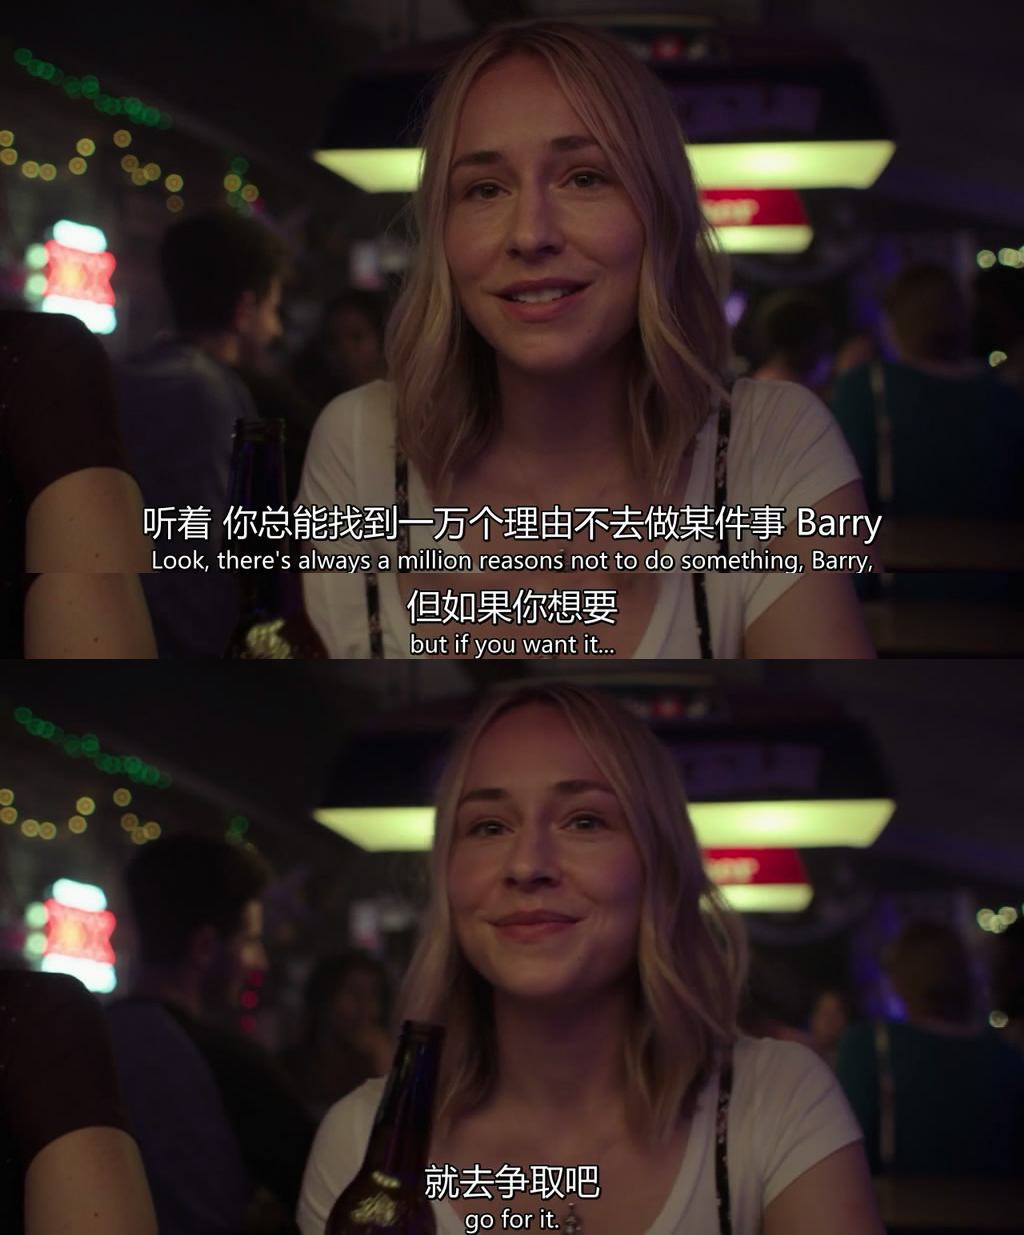 听着 你总能找到一万个理由不去做某件事 Barry
Look, there's always a million reasons not to do something, Barry,
但如果你想要
but if you want it...
就去争取吧
go for it.